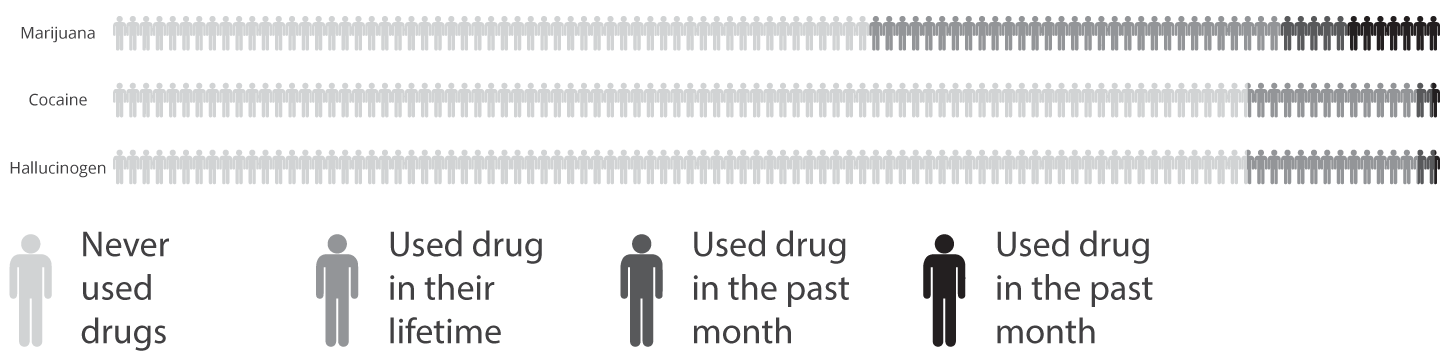 Marijuana
Cocaine
Hallucinogen
Never
used
drugs
Used drug
in their
lifetime
Used drug
in the past
month
Used drug
in the past
month